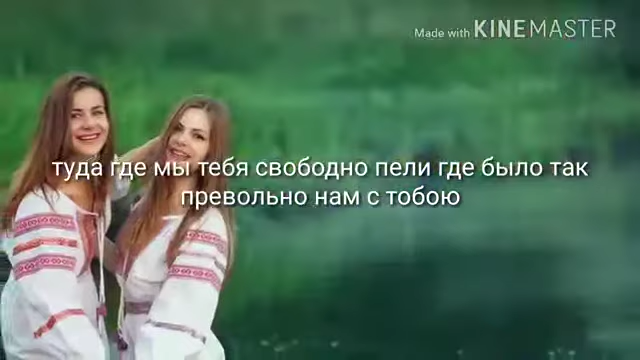 Made with KINEMASTER
туда где мы тебя свободно пели где было так
превольно нам с тобою